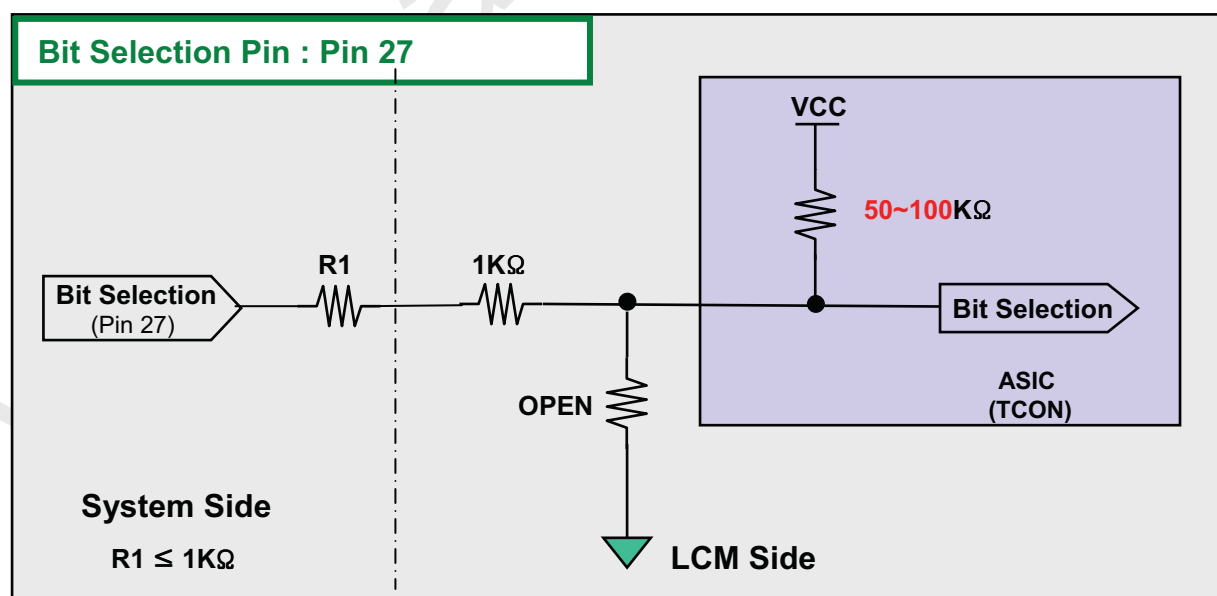 Bit Selection Pin : Pin 27
VCC
50~100KΩ
R1
1KΩ
Bit Selection
(Pin 27)
Bit Selection
OPEN
ASIC
(TCON)
System Side
R1 ≤ 1KΩ
LCM Side